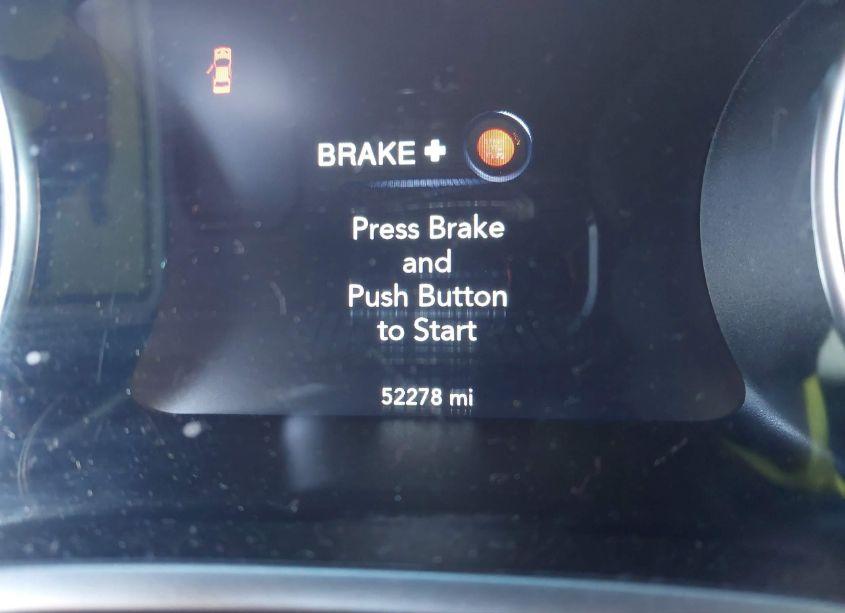 BRAKE +
Press Brake
and
Push Button
to Start
52278 mi